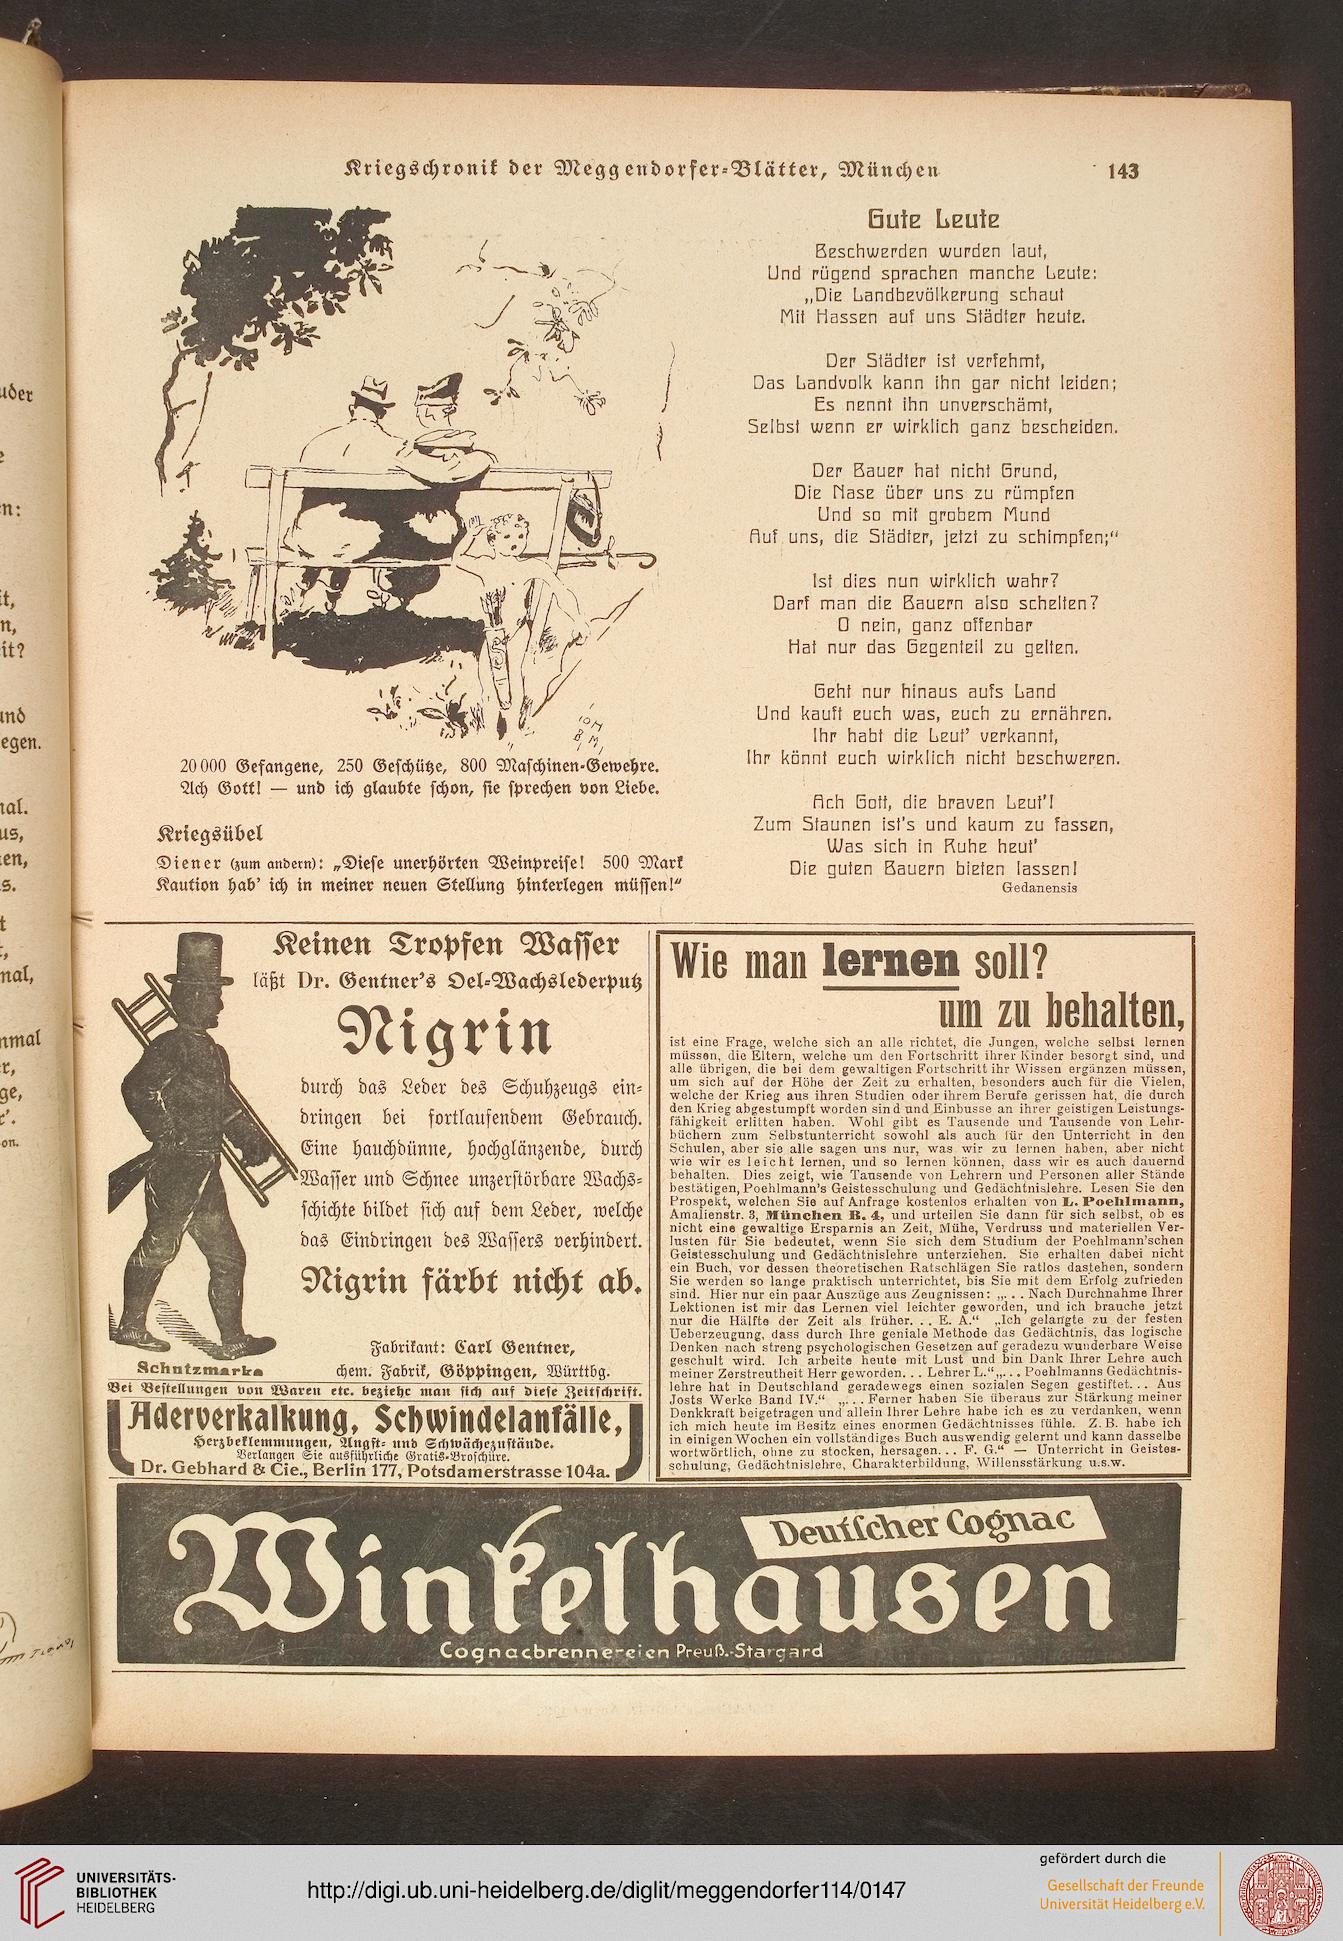 Kriegschronik der Meggendorfer-Blätter, München
143
20000 Gefangene, 250 Geschütze, 800 Maschinen-Gewehre.
Ach Gott! — und ich glaubte schon, sie sprechen von Liebe.
Kriegsübel
Diener (zum andern): „Diese unerhörten Weinpreise! 500 Mark
Kaution hab' ich in meiner neuen Stellung hinterlegen müssen!“
Gute Leute
Beschwerden wurden laut,
Und rügend sprachen manche Leute:
„Die Landbevölkerung schaut
Mit Hassen auf uns Städter heute.
Der Städter ist verfehmt,
Das Landvolk kann ihn gar nicht leiden;
Es nennt ihn unverschämt,
Selbst wenn er wirklich ganz bescheiden.
Der Bauer hat nicht Grund,
Die Nase über uns zu rümpfen
Und so mit grobem Mund
Auf uns, die Städter, jetzt zu schimpfen;“
Ist dies nun wirklich wahr?
Darf man die Bauern also schelten?
O nein, ganz offenbar
Hat nur das Gegenteil zu gelten.
Geht nur hinaus aufs Land
Und kauft euch was, euch zu ernähren.
Ihr habt die Leut' verkannt,
Ihr könnt euch wirklich nicht beschweren.
Ach Gott, die braven Leut'!
Zum Staunen ist's und kaum zu fassen,
Was sich in Ruhe heut'
Die guten Bauern bieten lassen!
Gedanensis
Keinen Tropfen Wasser
läßt Dr. Gentner's Oel-Wachslederputz
Nigrin
durch das Leder des Schuhzeugs ein-
dringen bei fortlaufendem Gebrauch.
Eine hauchdünne, hochglänzende, durch
Wasser und Schnee unzerstörbare Wachs-
schichte bildet sich auf dem Leder, welche
das Eindringen des Wassers verhindert.
Nigrin färbt nicht ab.
Fabrikant: Carl Gentner,
chem. Fabrik, Göppingen, Württbg.
Schutzmarke
Bei Bestellungen von Waren etc. beziehe man sich auf diese Zeitschrift.
Aderverkalkung, Schwindelanfälle,
Herzbeklemmungen, Angst- und Schwächezustände.
Verlangen Sie ausführliche Gratis-Broschüre.
Dr. Gebhard & Cie., Berlin 177, Potsdamerstrasse 104a.
Wie man lernen soll?
um zu behalten,
ist eine Frage, welche sich an alle richtet, die Jungen, welche selbst lernen
müssen, die Eltern, welche um den Fortschritt ihrer Kinder besorgt sind, und
alle übrigen, die bei dem gewaltigen Fortschritt ihr Wissen ergänzen müssen,
um sich auf der Höhe der Zeit zu erhalten, besonders auch für die Vielen,
welche der Krieg aus ihren Studien oder ihrem Berufe gerissen hat, die durch
den Krieg abgestumpft worden sind und Einbusse an ihrer geistigen Leistungs-
fähigkeit erlitten haben. Wohl gibt es Tausende und Tausende von Lehr-
büchern zum Selbstunterricht sowohl als auch für den Unterricht in den
Schulen, aber sie alle sagen uns nur, was wir zu lernen haben, aber nicht
wie wir es leicht lernen, und so lernen können, dass wir es auch dauernd
behalten. Dies zeigt, wie Tausende von Lehrern und Personen aller Stände
bestätigen, Poehlmann's Geistesschulung und Gedächtnislehre. Lesen Sie den
Prospekt, welchen Sie auf Anfrage kostenlos erhalten von L. Poehlmann,
Amalienstr. 3, München B. 4, und urteilen Sie dann für sich selbst, ob es
nicht eine gewaltige Ersparnis an Zeit, Mühe, Verdruss und materiellen Ver-
lusten für Sie bedeutet, wenn Sie sich dem Studium der Poehlmann'schen
Geistesschulung und Gedächtnislehre unterziehen. Sie erhalten dabei nicht
ein Buch, vor dessen theoretischen Ratschlägen Sie ratlos dastehen, sondern
Sie werden so lange praktisch unterrichtet, bis Sie mit dem Erfolg zufrieden
sind. Hier nur ein paar Auszüge aus Zeugnissen: „... Nach Durchnahme Ihrer
Lektionen ist mir das Lernen viel leichter geworden, und ich brauche jetzt
nur die Hälfte der Zeit als früher. .. E. A.“ „Ich gelangte zu der festen
Ueberzeugung, dass durch Ihre geniale Methode das Gedächtnis, das logische
Denken nach streng psychologischen Gesetzen auf geradezu wunderbare Weise
geschult wird. Ich arbeite heute mit Lust und bin Dank Ihrer Lehre auch
meiner Zerstreutheit Herr geworden... Lehrer L.“ „... Poehlmanns Gedächtnis-
lehre hat in Deutschland geradewegs einen sozialen Segen gestiftet... Aus
Josts Werke Band IV.“ „... Ferner haben Sie überaus zur Stärkung meiner
Denkkraft beigetragen und allein Ihrer Lehre habe ich es zu verdanken, wenn
ich mich heute im Besitz eines enormen Gedächtnisses fühle. Z. B. habe ich
in einigen Wochen ein vollständiges Buch auswendig gelernt und kann dasselbe
wortwörtlich, ohne zu stocken, hersagen... F. G.“ — Unterricht in Geistes-
schulung, Gedächtnislehre, Charakterbildung, Willensstärkung u.s.w.
Deutscher Cognac
Winkelhausen
Cognacbrennereien Preuß.-Stargard
UNIVERSITÄTS-
BIBLIOTHEK
HEIDELBERG
http://digi.ub.uni-heidelberg.de/diglit/meggendorfer114/0147
gefördert durch die
Gesellschaft der Freunde
Universität Heidelberg e.V.